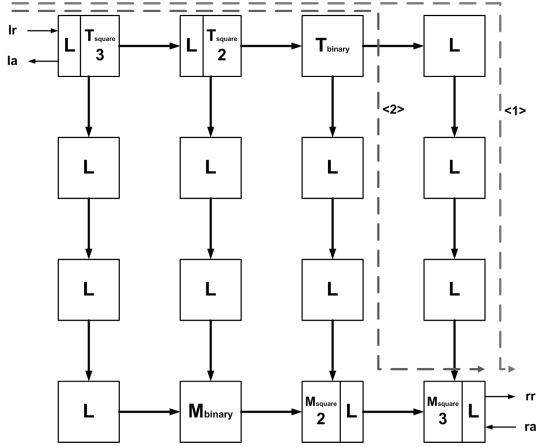 lr
la
L T square 3
L T square 2
T binary
L
<2>
<1>
L
L
L
L
L
L
L
L
L
M binary
M square 2 L
M square 3 L
rr
ra